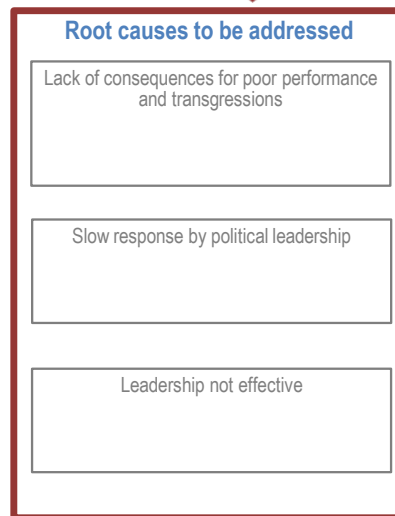 Root causes to be addressed
Lack of consequences for poor performance
and transgressions
Slow response by political leadership
Leadership not effective